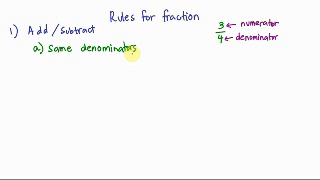 Rules for fraction
1) Add/subtract
a) Same denominators
3 ← numerator
4 ← denominator